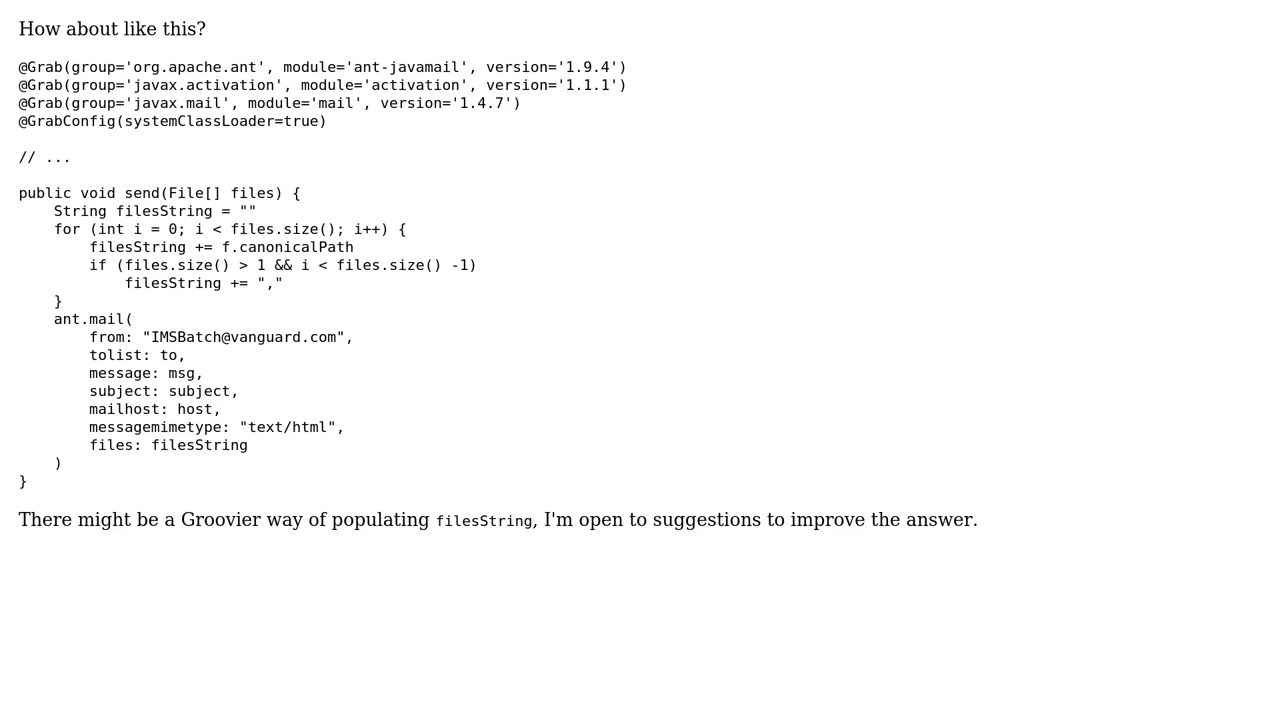 How about like this?
@Grab(group='org.apache.ant', module='ant-javamail', version='1.9.4')
@Grab(group='javax.activation', module='activation', version='1.1.1')
@Grab(group='javax.mail', module='mail', version='1.4.7')
@GrabConfig(systemClassLoader=true)

// ...

public void send(File[] files) {
    String filesString = ""
    for (int i = 0; i < files.size(); i++) {
        filesString += f.canonicalPath
        if (files.size() > 1 && i < files.size() -1)
            filesString += ","
    }
    ant.mail(
        from: "IMSBatch@vanguard.com",
        tolist: to,
        message: msg,
        subject: subject,
        mailhost: host,
        messagemimetype: "text/html",
        files: filesString
    )
}
There might be a Groovier way of populating filesString, I'm open to suggestions to improve the answer.